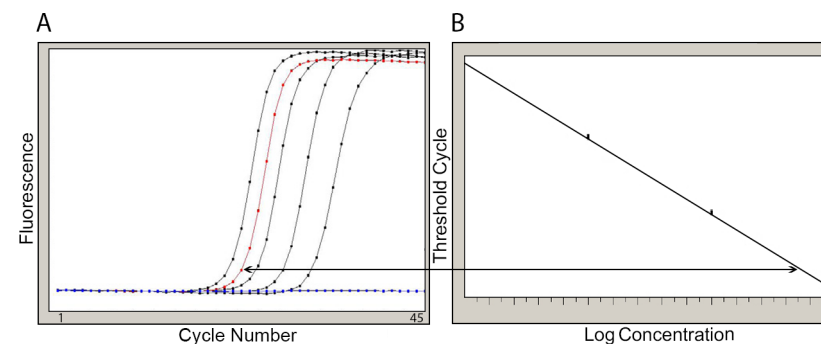 A
B
Fluorescence
1
45
Cycle Number
Threshold Cycle
Log Concentration